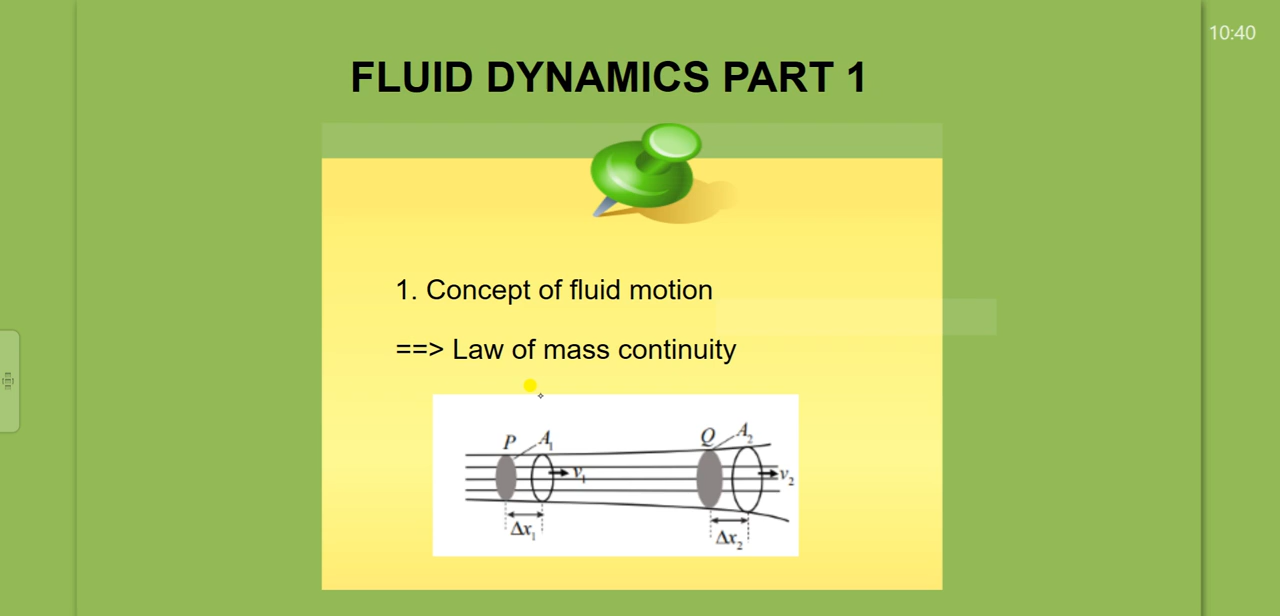 10:40
FLUID DYNAMICS PART 1
1. Concept of fluid motion
==> Law of mass continuity
P A₁ Q A₂
v₁ v₂
Δx₁ Δx₂